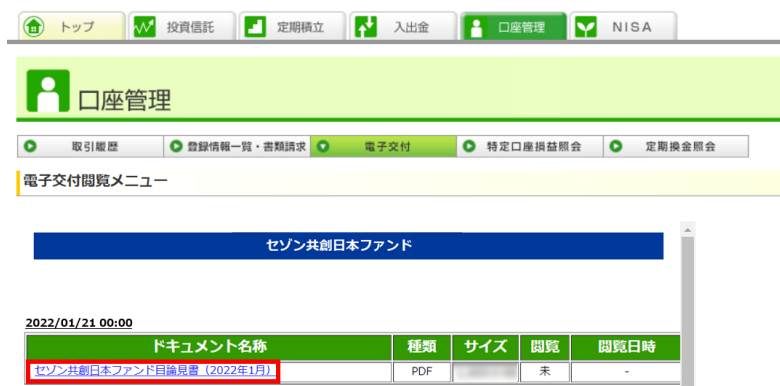 トップ 投資信託 定期積立 入出金 口座管理 NISA
口座管理
取引履歴 登録情報一覧・書類請求 電子交付 特定口座損益照会 定期換金照会
電子交付閲覧メニュー
セゾン共創日本ファンド
2022/01/21 00:00
ドキュメント名称 種類 サイズ 閲覧 閲覧日時
セゾン共創日本ファンド目論見書（2022年1月） PDF 未 -